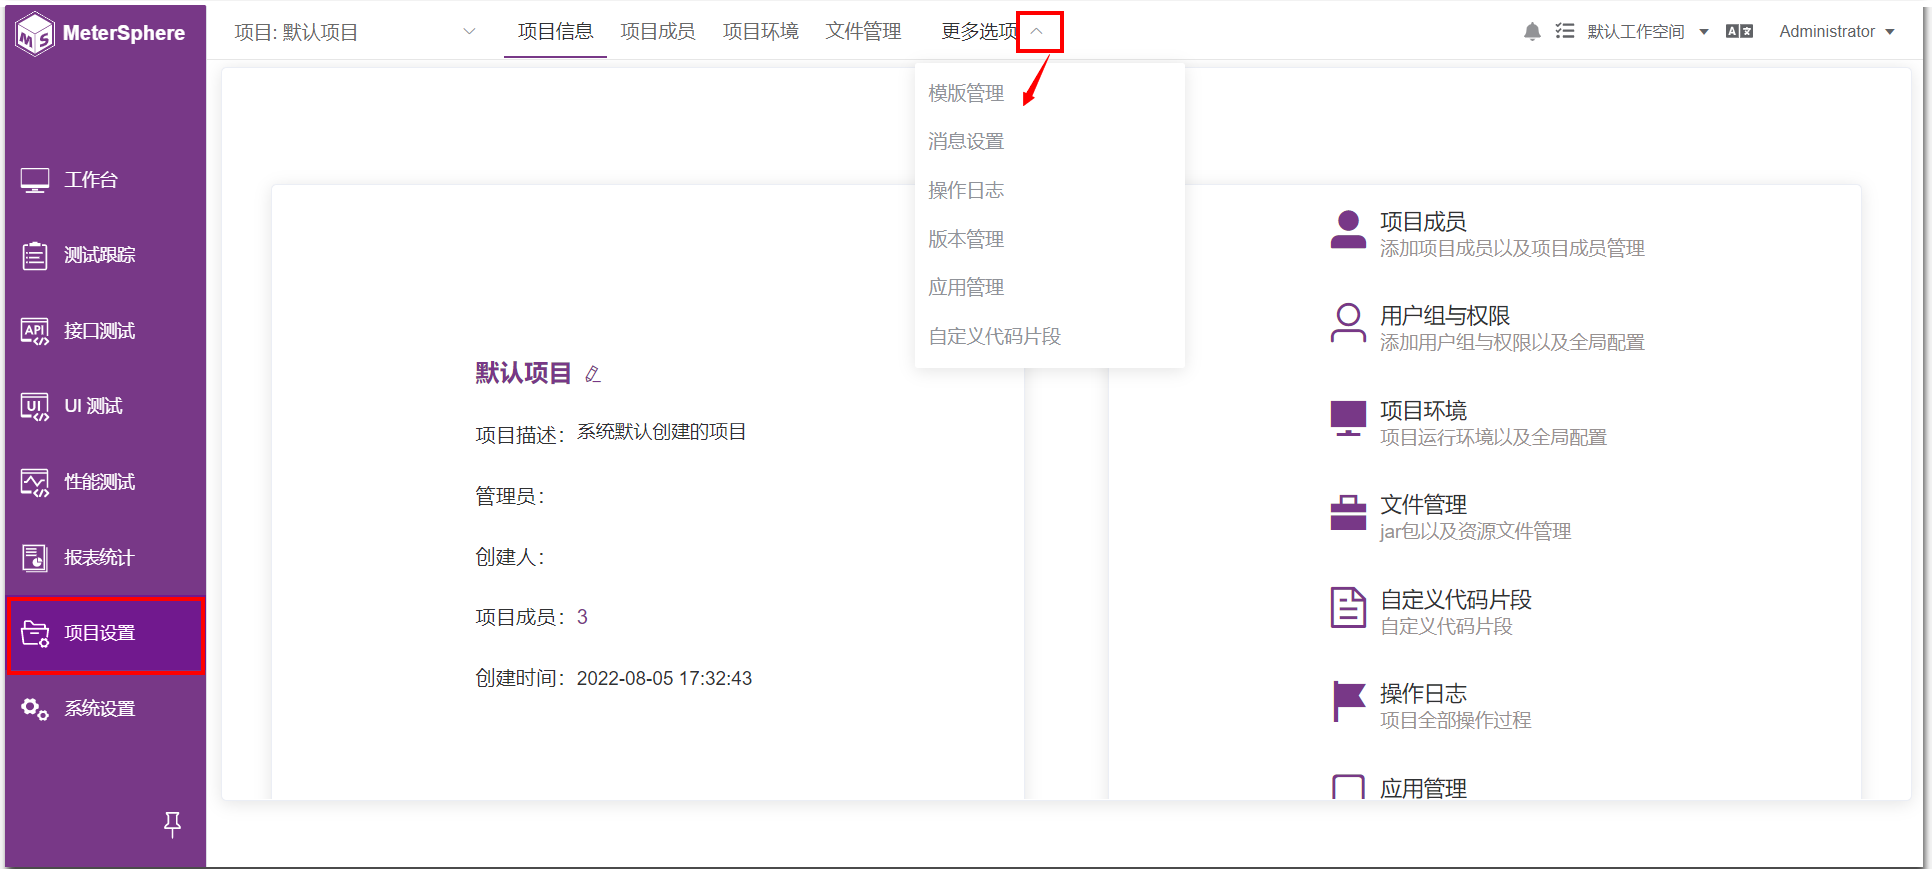 MeterSphere
项目: 默认项目
项目信息
项目成员
项目环境
文件管理
更多选项
默认工作空间
Administrator
模版管理
消息设置
操作日志
版本管理
应用管理
自定义代码片段
工作台
测试跟踪
API
接口测试
UI
UI 测试
性能测试
报表统计
项目设置
系统设置
默认项目
项目描述：系统默认创建的项目
管理员：
创建人：
项目成员：3
创建时间：2022-08-05 17:32:43
项目成员
添加项目成员以及项目成员管理
用户组与权限
添加用户组与权限以及全局配置
项目环境
项目运行环境以及全局配置
文件管理
jar包以及资源文件管理
自定义代码片段
自定义代码片段
操作日志
项目全部操作过程
应用管理